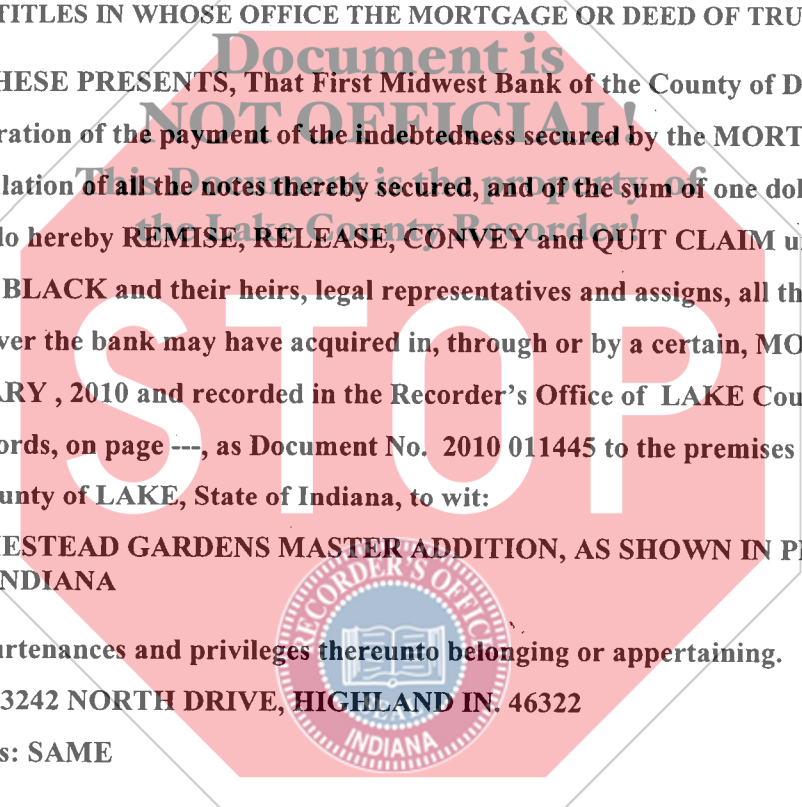 TITLES IN WHOSE OFFICE THE MORTGAGE OR DEED OF TRU
Document is
HESE PRESENTS, That First Midwest Bank of the County of D
NOT OFFICIAL!
ration of the payment of the indebtedness secured by the MORT
This Document is the property of
lation of all the notes thereby secured, and of the sum of one dol
the Lake County Recorder!
lo hereby REMISE, RELEASE, CONVEY and QUIT CLAIM u
BLACK and their heirs, legal representatives and assigns, all th
ver the bank may have acquired in, through or by a certain, MO
ARY , 2010 and recorded in the Recorder's Office of LAKE Cou
ords, on page ---, as Document No. 2010 011445 to the premises
STOP
unty of LAKE, State of Indiana, to wit:
IESTEAD GARDENS MASTER ADDITION, AS SHOWN IN PL
INDIANA
RECORDER'S OFFICE
urtenances and privileges thereunto belonging or appertaining.
3242 NORTH DRIVE, HIGHLAND IN. 46322
LAKE
INDIANA
s: SAME